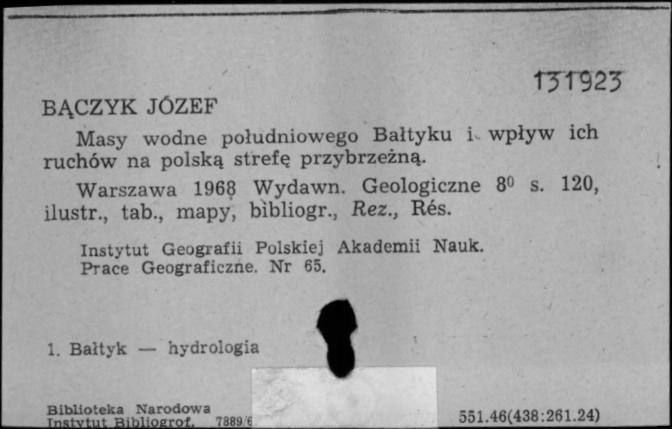 131923
BĄCZYK JÓZEF
Masy wodne południowego Bałtyku i wpływ ich
ruchów na polską strefę przybrzeżną.
Warszawa 1968 Wydawn. Geologiczne 8⁰ s. 120,
ilustr., tab., mapy, bibliogr., Rez., Rés.
Instytut Geografii Polskiej Akademii Nauk.
Prace Geograficzne. Nr 65.
1. Bałtyk — hydrologia
Biblioteka Narodowa
Instytut Bibliograf. 7889/6
551.46(438:261.24)